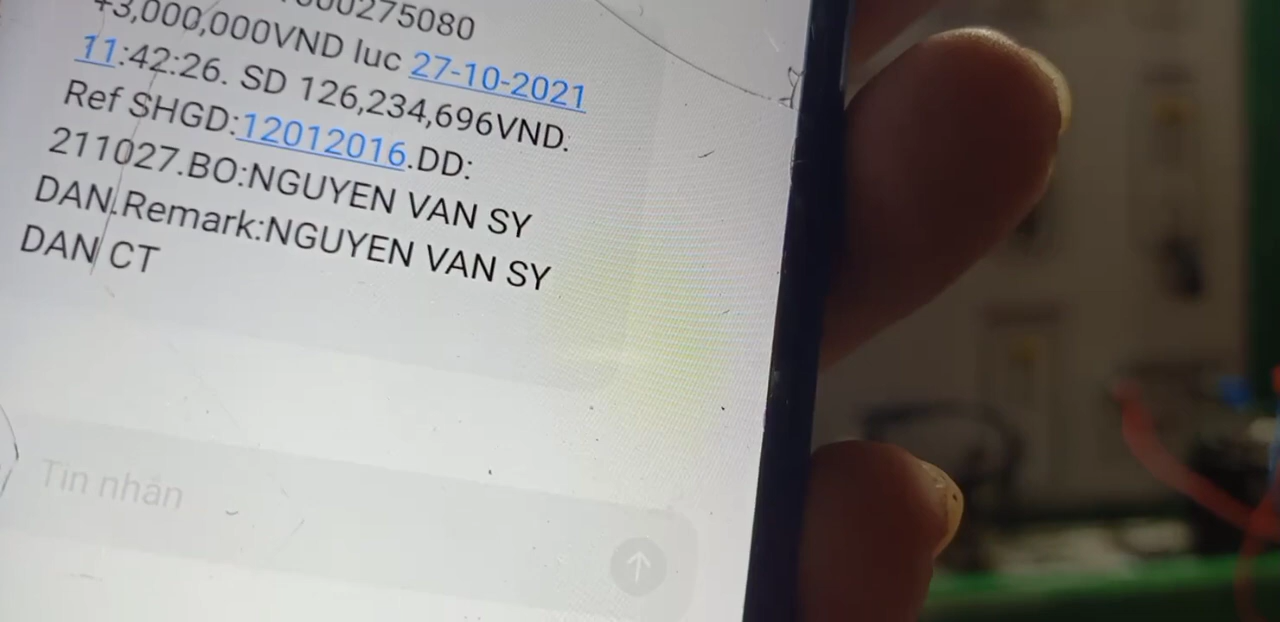 000275080
+3,000,000VND luc 27-10-2021
11:42:26. SD 126,234,696VND.
Ref SHGD:12012016.DD:
211027.BO:NGUYEN VAN SY
DAN.Remark:NGUYEN VAN SY
DAN CT
Tin nhắn